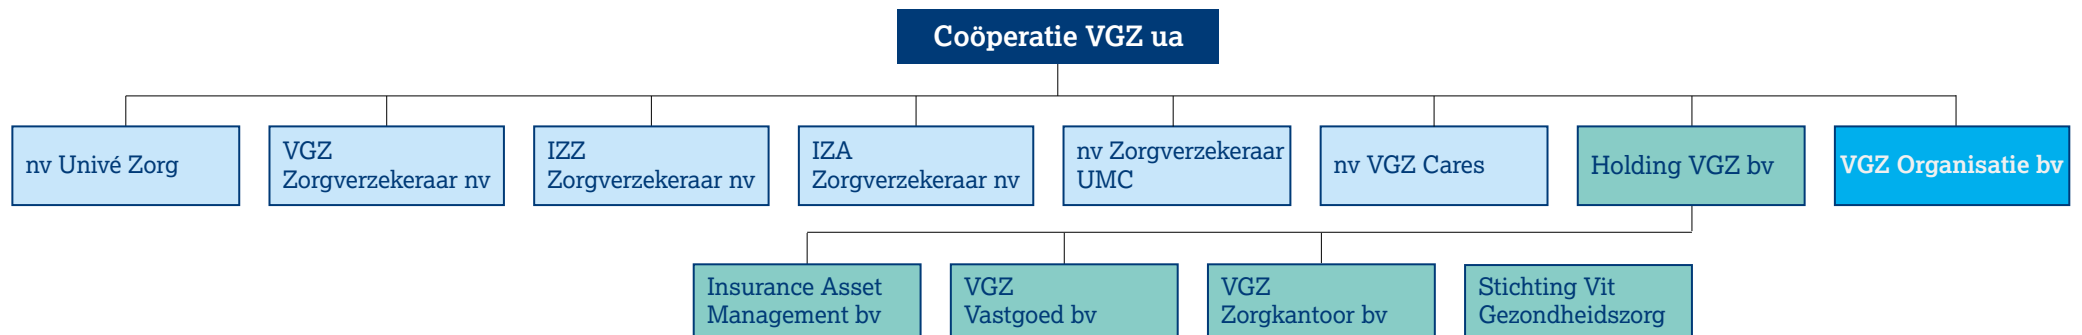 Coöperatie VGZ ua
nv Univé Zorg
VGZ
Zorgverzekeraar nv
IZZ
Zorgverzekeraar nv
IZA
Zorgverzekeraar nv
nv Zorgverzekeraar
UMC
nv VGZ Cares
Holding VGZ bv
VGZ Organisatie bv
Insurance Asset
Management bv
VGZ
Vastgoed bv
VGZ
Zorgkantoor bv
Stichting Vit
Gezondheidszorg